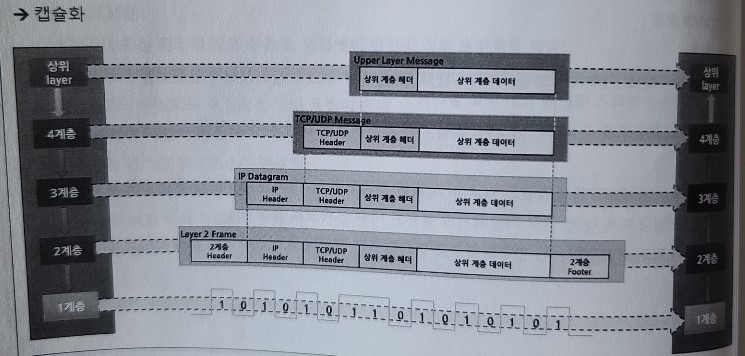 → 캡슐화
상위
layer
Upper Layer Message
상위 계층 헤더
상위 계층 데이터
상위
layer
4계층
TCP/UDP Message
TCP/UDP
Header
상위 계층 헤더
상위 계층 데이터
4계층
3계층
IP Datagram
IP
Header
TCP/UDP
Header
상위 계층 헤더
상위 계층 데이터
3계층
2계층
Layer 2 Frame
2계층
Header
IP
Header
TCP/UDP
Header
상위 계층 헤더
상위 계층 데이터
2계층
Footer
2계층
1계층
1 0 1 0 1 0 1 1 0 1 0 1 0 1 0 1
1계층